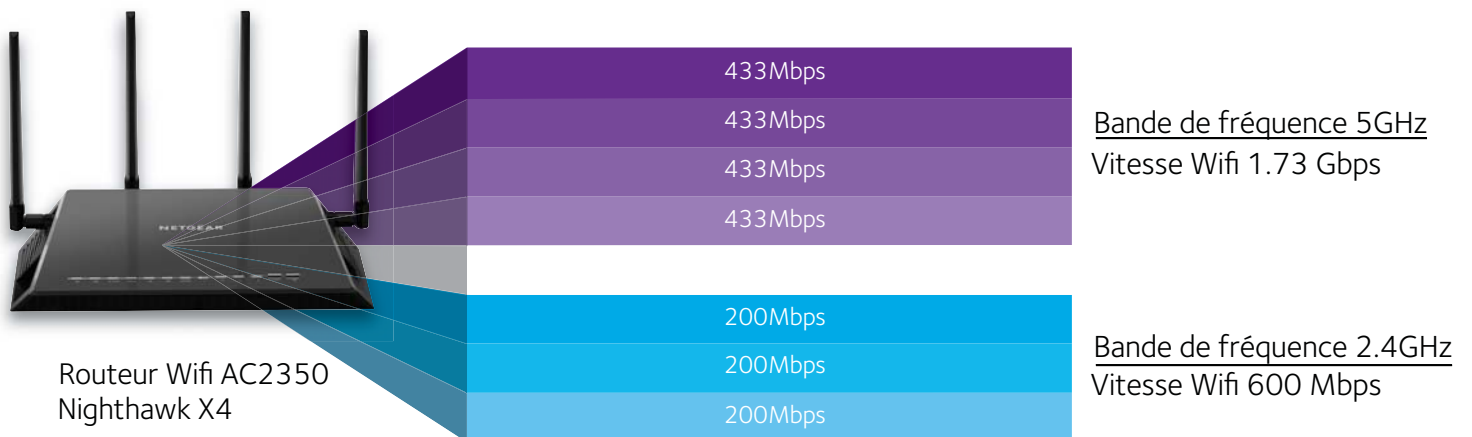 433Mbps
433Mbps
433Mbps
433Mbps
Bande de fréquence 5GHz
Vitesse Wifi 1.73 Gbps
NETGEAR
200Mbps
200Mbps
200Mbps
Bande de fréquence 2.4GHz
Vitesse Wifi 600 Mbps
Routeur Wifi AC2350
Nighthawk X4